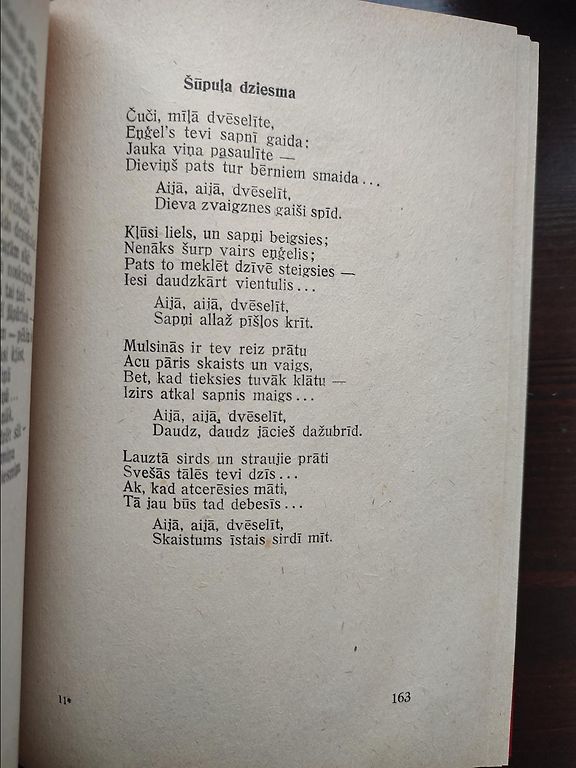 Šūpuļa dziesma
Čuči, mīļā dvēselīte,
Eņģel's tevi sapnī gaida:
Jauka viņa pasaulīte —
Dieviņš pats tur bērniem smaida...
Aijā, aijā, dvēselīt,
Dieva zvaigznes gaiši spīd.
Kļūsi liels, un sapņi beigsies;
Nenāks šurp vairs eņģelis;
Pats to meklēt dzīvē steigsies —
Iesi daudzkārt vientulis...
Aijā, aijā, dvēselīt,
Sapņi allaž pīšļos krīt.
Mulsinās ir tev reiz prātu
Acu pāris skaists un vaigs,
Bet, kad tieksies tuvāk klātu —
Izirs atkal sapnis maigs...
Aijā, aijā, dvēselīt,
Daudz, daudz jācieš dažubrīd.
Lauztā sirds un straujie prāti
Svešās tālēs tevi dzīs...
Ak, kad atcerēsies māti,
Tā jau būs tad debesīs...
Aijā, aijā, dvēselīt,
Skaistums īstais sirdī mīt.
11*
163